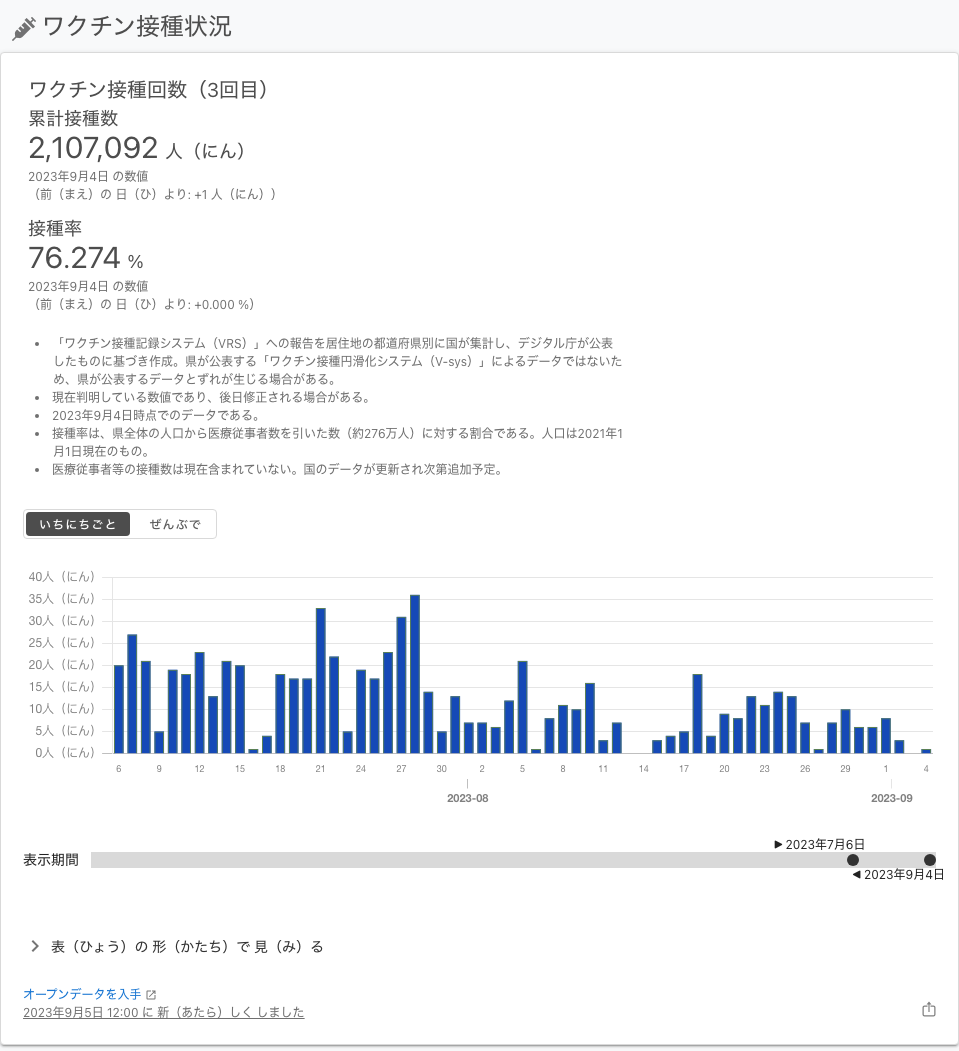 ワクチン接種状況
ワクチン接種回数（3回目）
累計接種数
2,107,092 人（にん）
2023年9月4日 の数値
（前（まえ）の 日（ひ）より: +1 人（にん））
接種率
76.274 %
2023年9月4日 の数値
（前（まえ）の 日（ひ）より: +0.000 %）
• 「ワクチン接種記録システム（VRS）」への報告を居住地の都道府県別に国が集計し、デジタル庁が公表
したものに基づき作成。県が公表する「ワクチン接種円滑化システム（V-sys）」によるデータではないた
め、県が公表するデータとずれが生じる場合がある。
• 現在判明している数値であり、後日修正される場合がある。
• 2023年9月4日時点でのデータである。
• 接種率は、県全体の人口から医療従事者数を引いた数（約276万人）に対する割合である。人口は2021年1
月1日現在のもの。
• 医療従事者等の接種数は現在含まれていない。国のデータが更新され次第追加予定。
いちにちごと ぜんぶで
40人（にん）
35人（にん）
30人（にん）
25人（にん）
20人（にん）
15人（にん）
10人（にん）
5人（にん）
0人（にん）
6 9 12 15 18 21 24 27 30 2 5 8 11 14 17 20 23 26 29 1 4
2023-08 2023-09
▶ 2023年7月6日
表示期間
◀ 2023年9月4日
表（ひょう）の 形（かたち）で 見（み）る
オープンデータを入手
2023年9月5日 12:00 に 新（あたら）しく しました